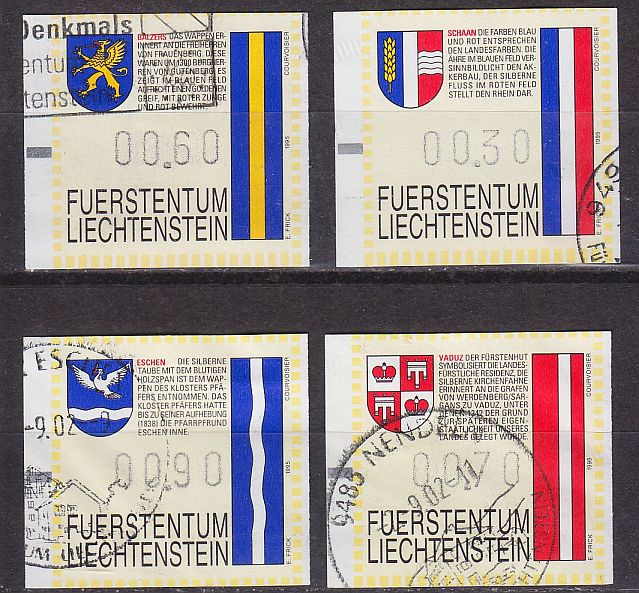 Denkmals
BALZERS DAS WAPPEN ER-
INNERT AN DIE FREIHERREN
VON FRAUENBERG. DIESE
WAREN UM 1300 BURGHER-
REN VON GUTENBERG. ES
ZEIGT IM BLAUEN FELD
AUFRECHT EINEN GOLDENEN
GREIF, MIT ROTER ZUNGE
UND ROT BEWEHRT.
COURVOISIER
00.60
1995
FUERSTENTUM
LIECHTENSTEIN
E. FRICK
SCHAAN DIE FARBEN BLAU
UND ROT ENTSPRECHEN
DEN LANDESFARBEN. DIE
ÄHRE IM BLAUEN FELD VER-
SINNBILDLICHT DEN AK-
KERBAU, DER SILBERNE
FLUSS IM ROTEN FELD
STELLT DEN RHEIN DAR.
COURVOISIER
00.30
1995
FUERSTENTUM
LIECHTENSTEIN
E. FRICK
ESCHEN DIE SILBERNE
TAUBE MIT DEM BLUTIGEN
HOLZSPAN IST DEM WAP-
PEN DES KLOSTERS PFÄ-
FERS ENTNOMMEN. DAS
KLOSTER PFÄFERS HATTE
BIS ZU SEINER AUFHEBUNG
(1838) DIE PFARRPFRUND
ESCHEN INNE.
COURVOISIER
ESCHEN
-9.02
00.90
1995
FUERSTENTUM
LIECHTENSTEIN
E. FRICK
VADUZ DER FÜRSTENHUT
SYMBOLISIERT DIE LANDES-
FÜRSTLICHE RESIDENZ, DIE
SILBERNE KIRCHENFAHNE
ERINNERT AN DIE GRAFEN
VON WERDENBERG/SAR-
GANS ZU VADUZ, UNTER
DENEN 1342 DER GRUND
ZUR SPÄTEREN EIGEN-
STAATLICHKEIT UNSERES
LANDES GELEGT WURDE.
COURVOISIER
00.70
1995
9485 NENDELN
9.02-11
FUERSTENTUM
LIECHTENSTEIN
E. FRICK